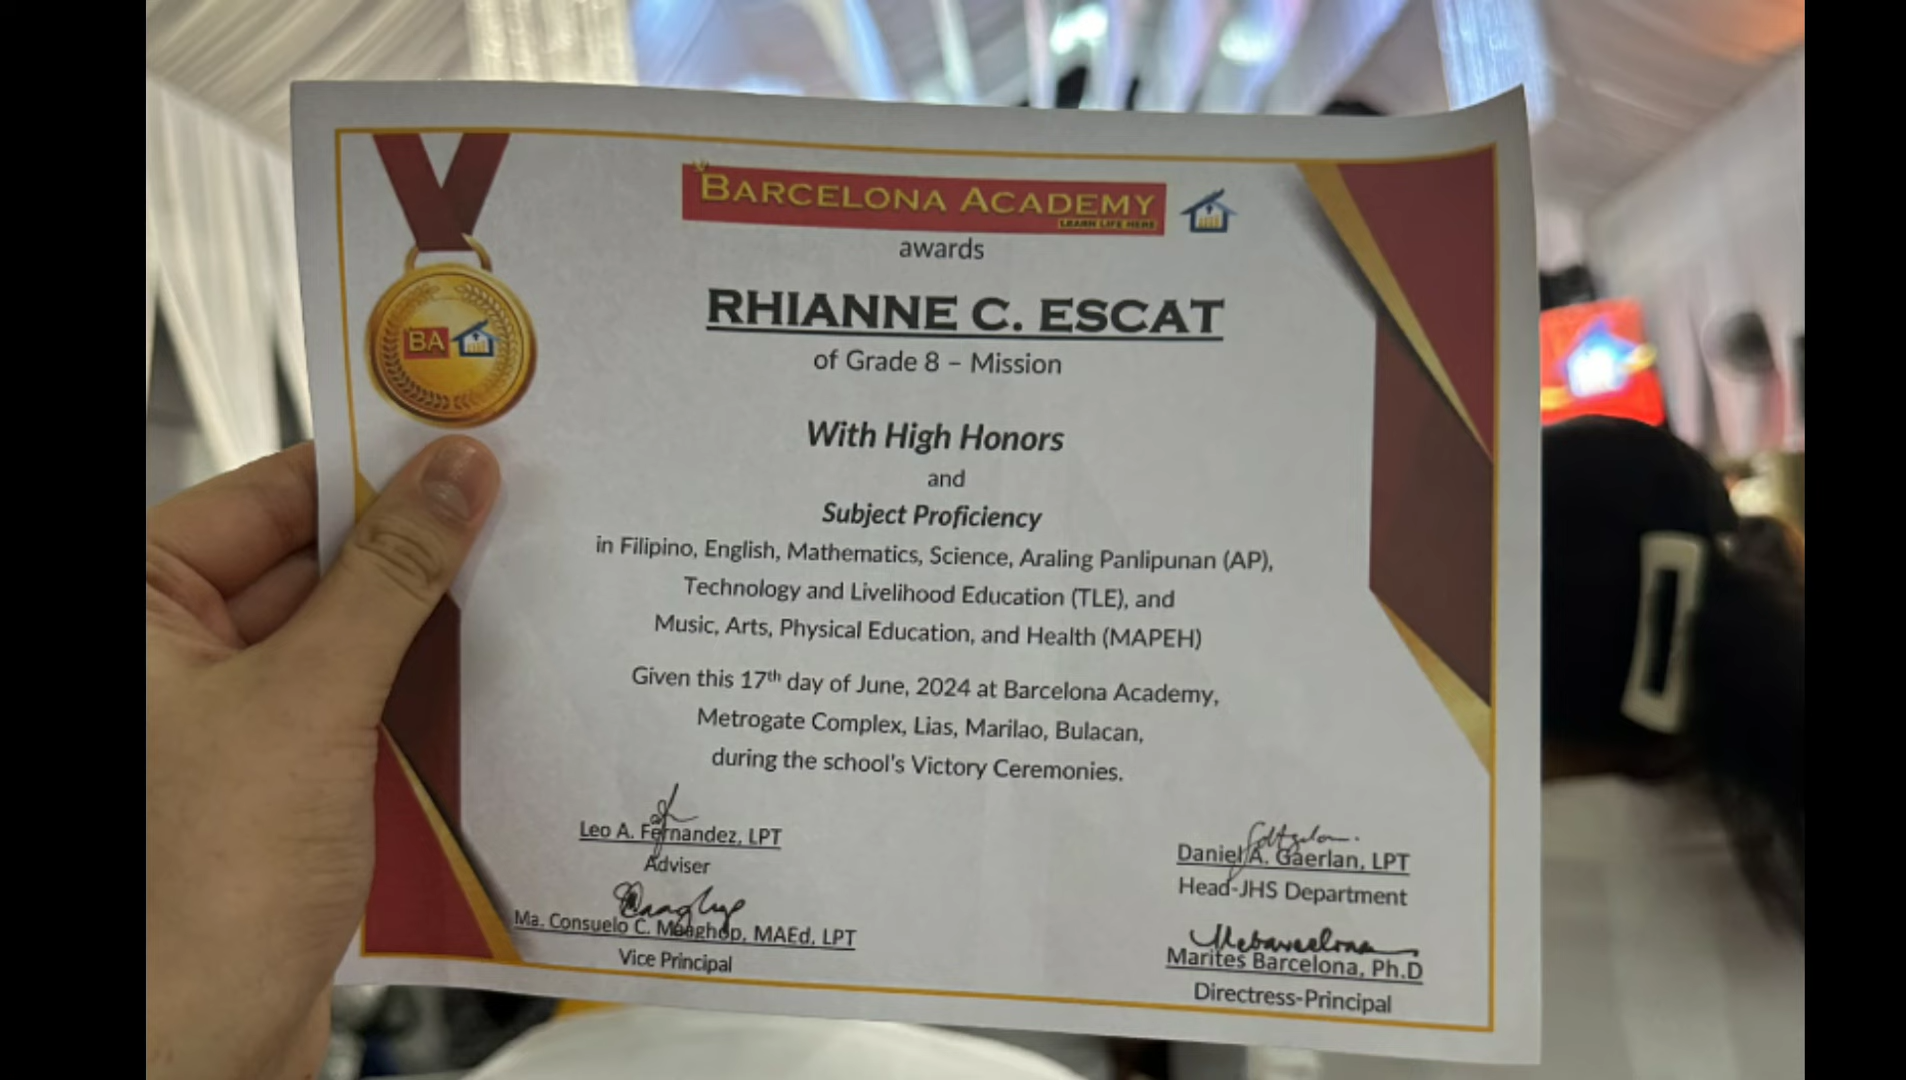 BARCELONA ACADEMY
LEARN LIFE HERE
awards
RHIANNE C. ESCAT
of Grade 8 – Mission
BA
With High Honors
and
Subject Proficiency
in Filipino, English, Mathematics, Science, Araling Panlipunan (AP),
Technology and Livelihood Education (TLE), and
Music, Arts, Physical Education, and Health (MAPEH)
Given this 17th day of June, 2024 at Barcelona Academy,
Metrogate Complex, Lias, Marilao, Bulacan,
during the school's Victory Ceremonies.
Leo A. Fernandez, LPT
Adviser
Daniel A. Gaerlan, LPT
Head-JHS Department
Ma. Consuelo C. MAEd, LPT
Vice Principal
Marites Barcelona, Ph.D
Directress-Principal